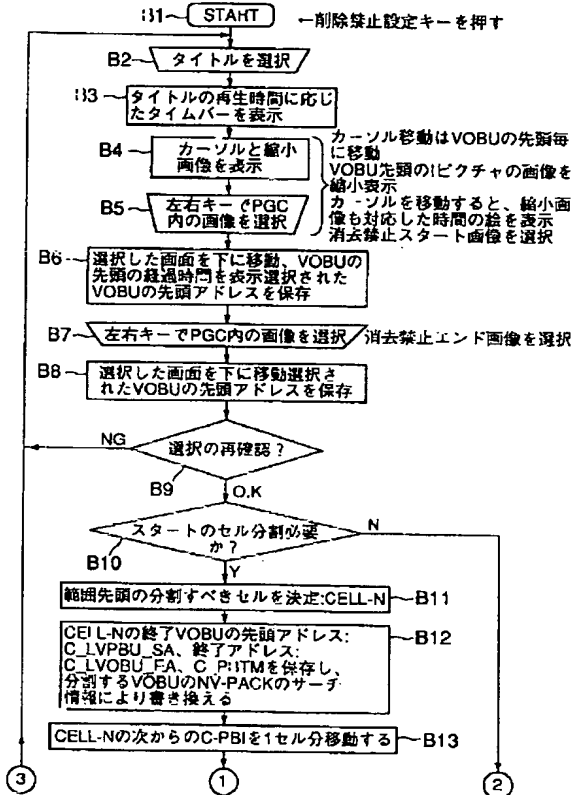 B1
START
←削除禁止設定キーを押す
B2
タイトルを選択
B3
タイトルの再生時間に応じ
たタイムバーを表示
B4
カーソルと縮小
画像を表示
B5
左右キーでPGC
内の画像を選択
カーソル移動はVOBUの先頭毎
に移動
VOBU先頭のIピクチャの画像を
縮小表示
カーソルを移動すると、縮小画
像も対応した時間の絵を表示
消去禁止スタート画像を選択
B6
選択した画面を下に移動、VOBUの
先頭の経過時間を表示選択された
VOBUの先頭アドレスを保存
B7
左右キーでPGC内の画像を選択
消去禁止エンド画像を選択
B8
選択した画面を下に移動選択さ
れたVOBUの先頭アドレスを保存
NG
選択の再確認?
B9
O.K
スタートのセル分割必要
か?
N
B10
Y
範囲先頭の分割すべきセルを決定:CELL-N
B11
CELL-Nの終了VOBUの先頭アドレス:
C_LVPBU_SA、終了アドレス:
C_LVOBU_EA、C_PBTMを保存し、
分割するVOBUのNV-PACKのサーチ
情報により書き換える
B12
CELL-Nの次からのC-PBIを1セル分移動する
B13
3
1
2